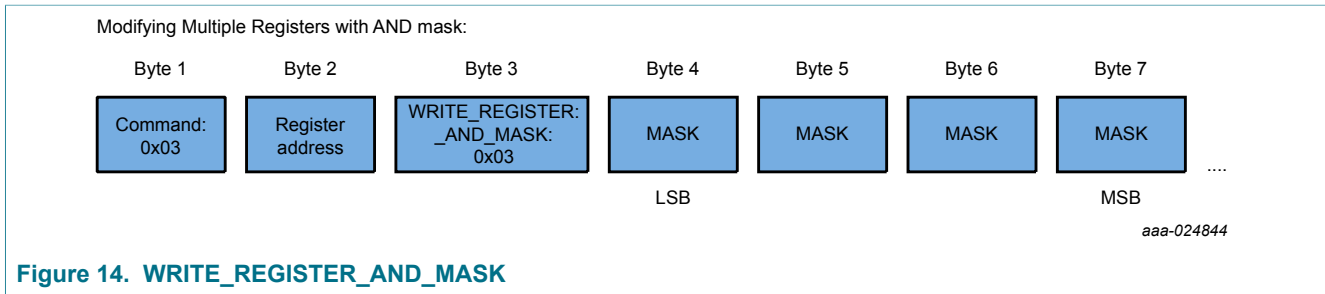 Modifying Multiple Registers with AND mask:
Byte 1 Byte 2 Byte 3 Byte 4 Byte 5 Byte 6 Byte 7
Command:
0x03
Register
address
WRITE_REGISTER:
_AND_MASK:
0x03
MASK
MASK
MASK
MASK
....
LSB
MSB
aaa-024844
Figure 14. WRITE_REGISTER_AND_MASK